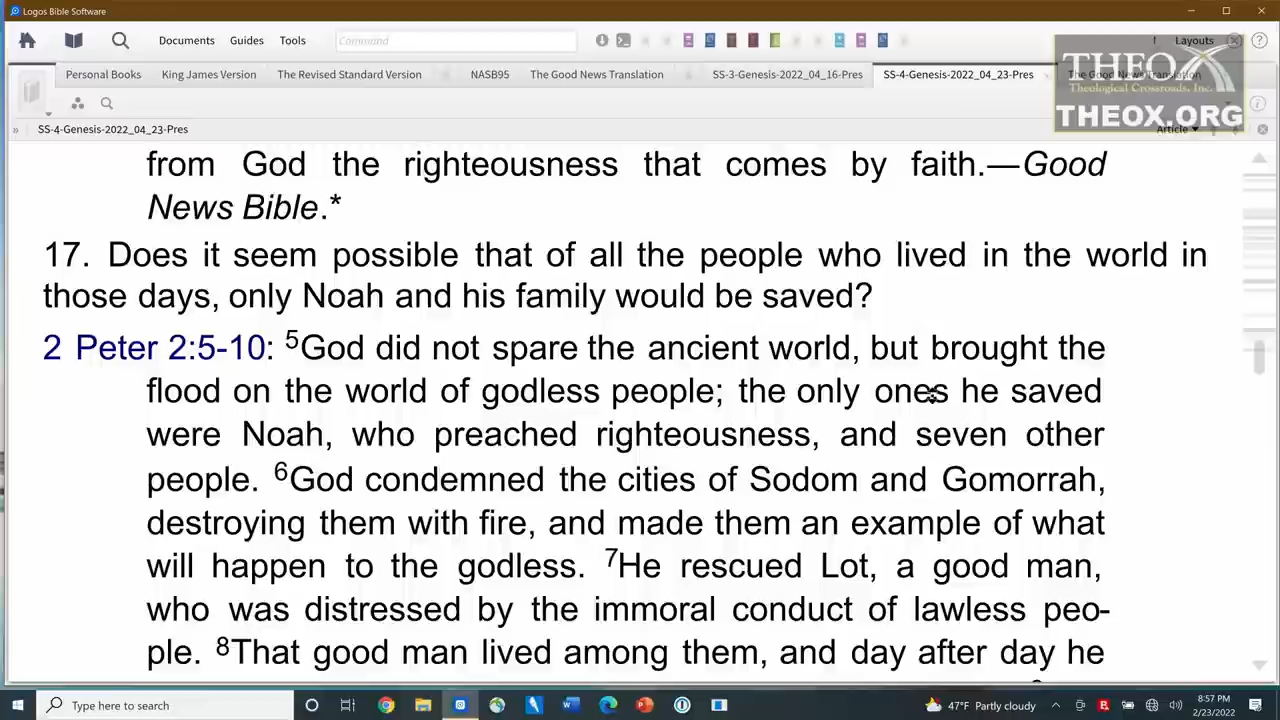 Logos Bible Software
Documents Guides Tools Command Layouts
Personal Books King James Version The Revised Standard Version NASB95 The Good News Translation SS-3-Genesis-2022_04_16-Pres SS-4-Genesis-2022_04_23-Pres The Good News Translation
THEOX
Theological Crossroads, Inc.
THEOX.ORG
SS-4-Genesis-2022_04_23-Pres Article
from God the righteousness that comes by faith.—Good
News Bible.*
17. Does it seem possible that of all the people who lived in the world in
those days, only Noah and his family would be saved?
2 Peter 2:5-10: 5God did not spare the ancient world, but brought the
flood on the world of godless people; the only ones he saved
were Noah, who preached righteousness, and seven other
people. 6God condemned the cities of Sodom and Gomorrah,
destroying them with fire, and made them an example of what
will happen to the godless. 7He rescued Lot, a good man,
who was distressed by the immoral conduct of lawless peo-
ple. 8That good man lived among them, and day after day he
Type here to search 47°F Partly cloudy 8:57 PM
2/23/2022